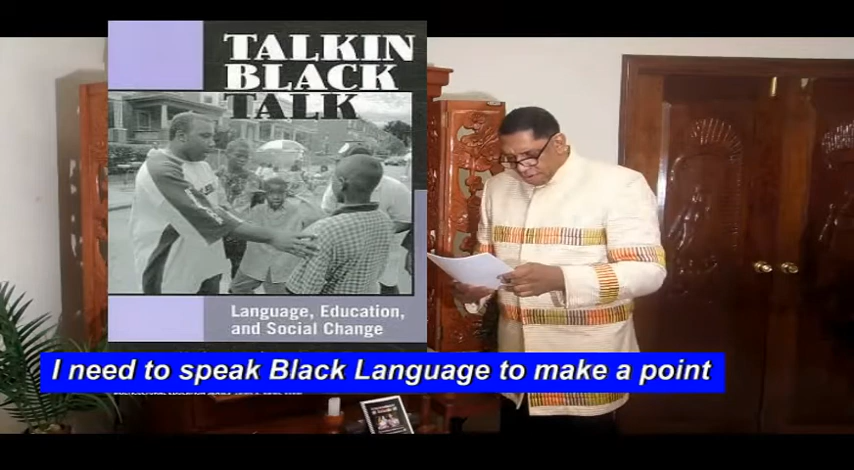 TALKIN
BLACK
TALK
Language, Education,
and Social Change
I need to speak Black Language to make a point